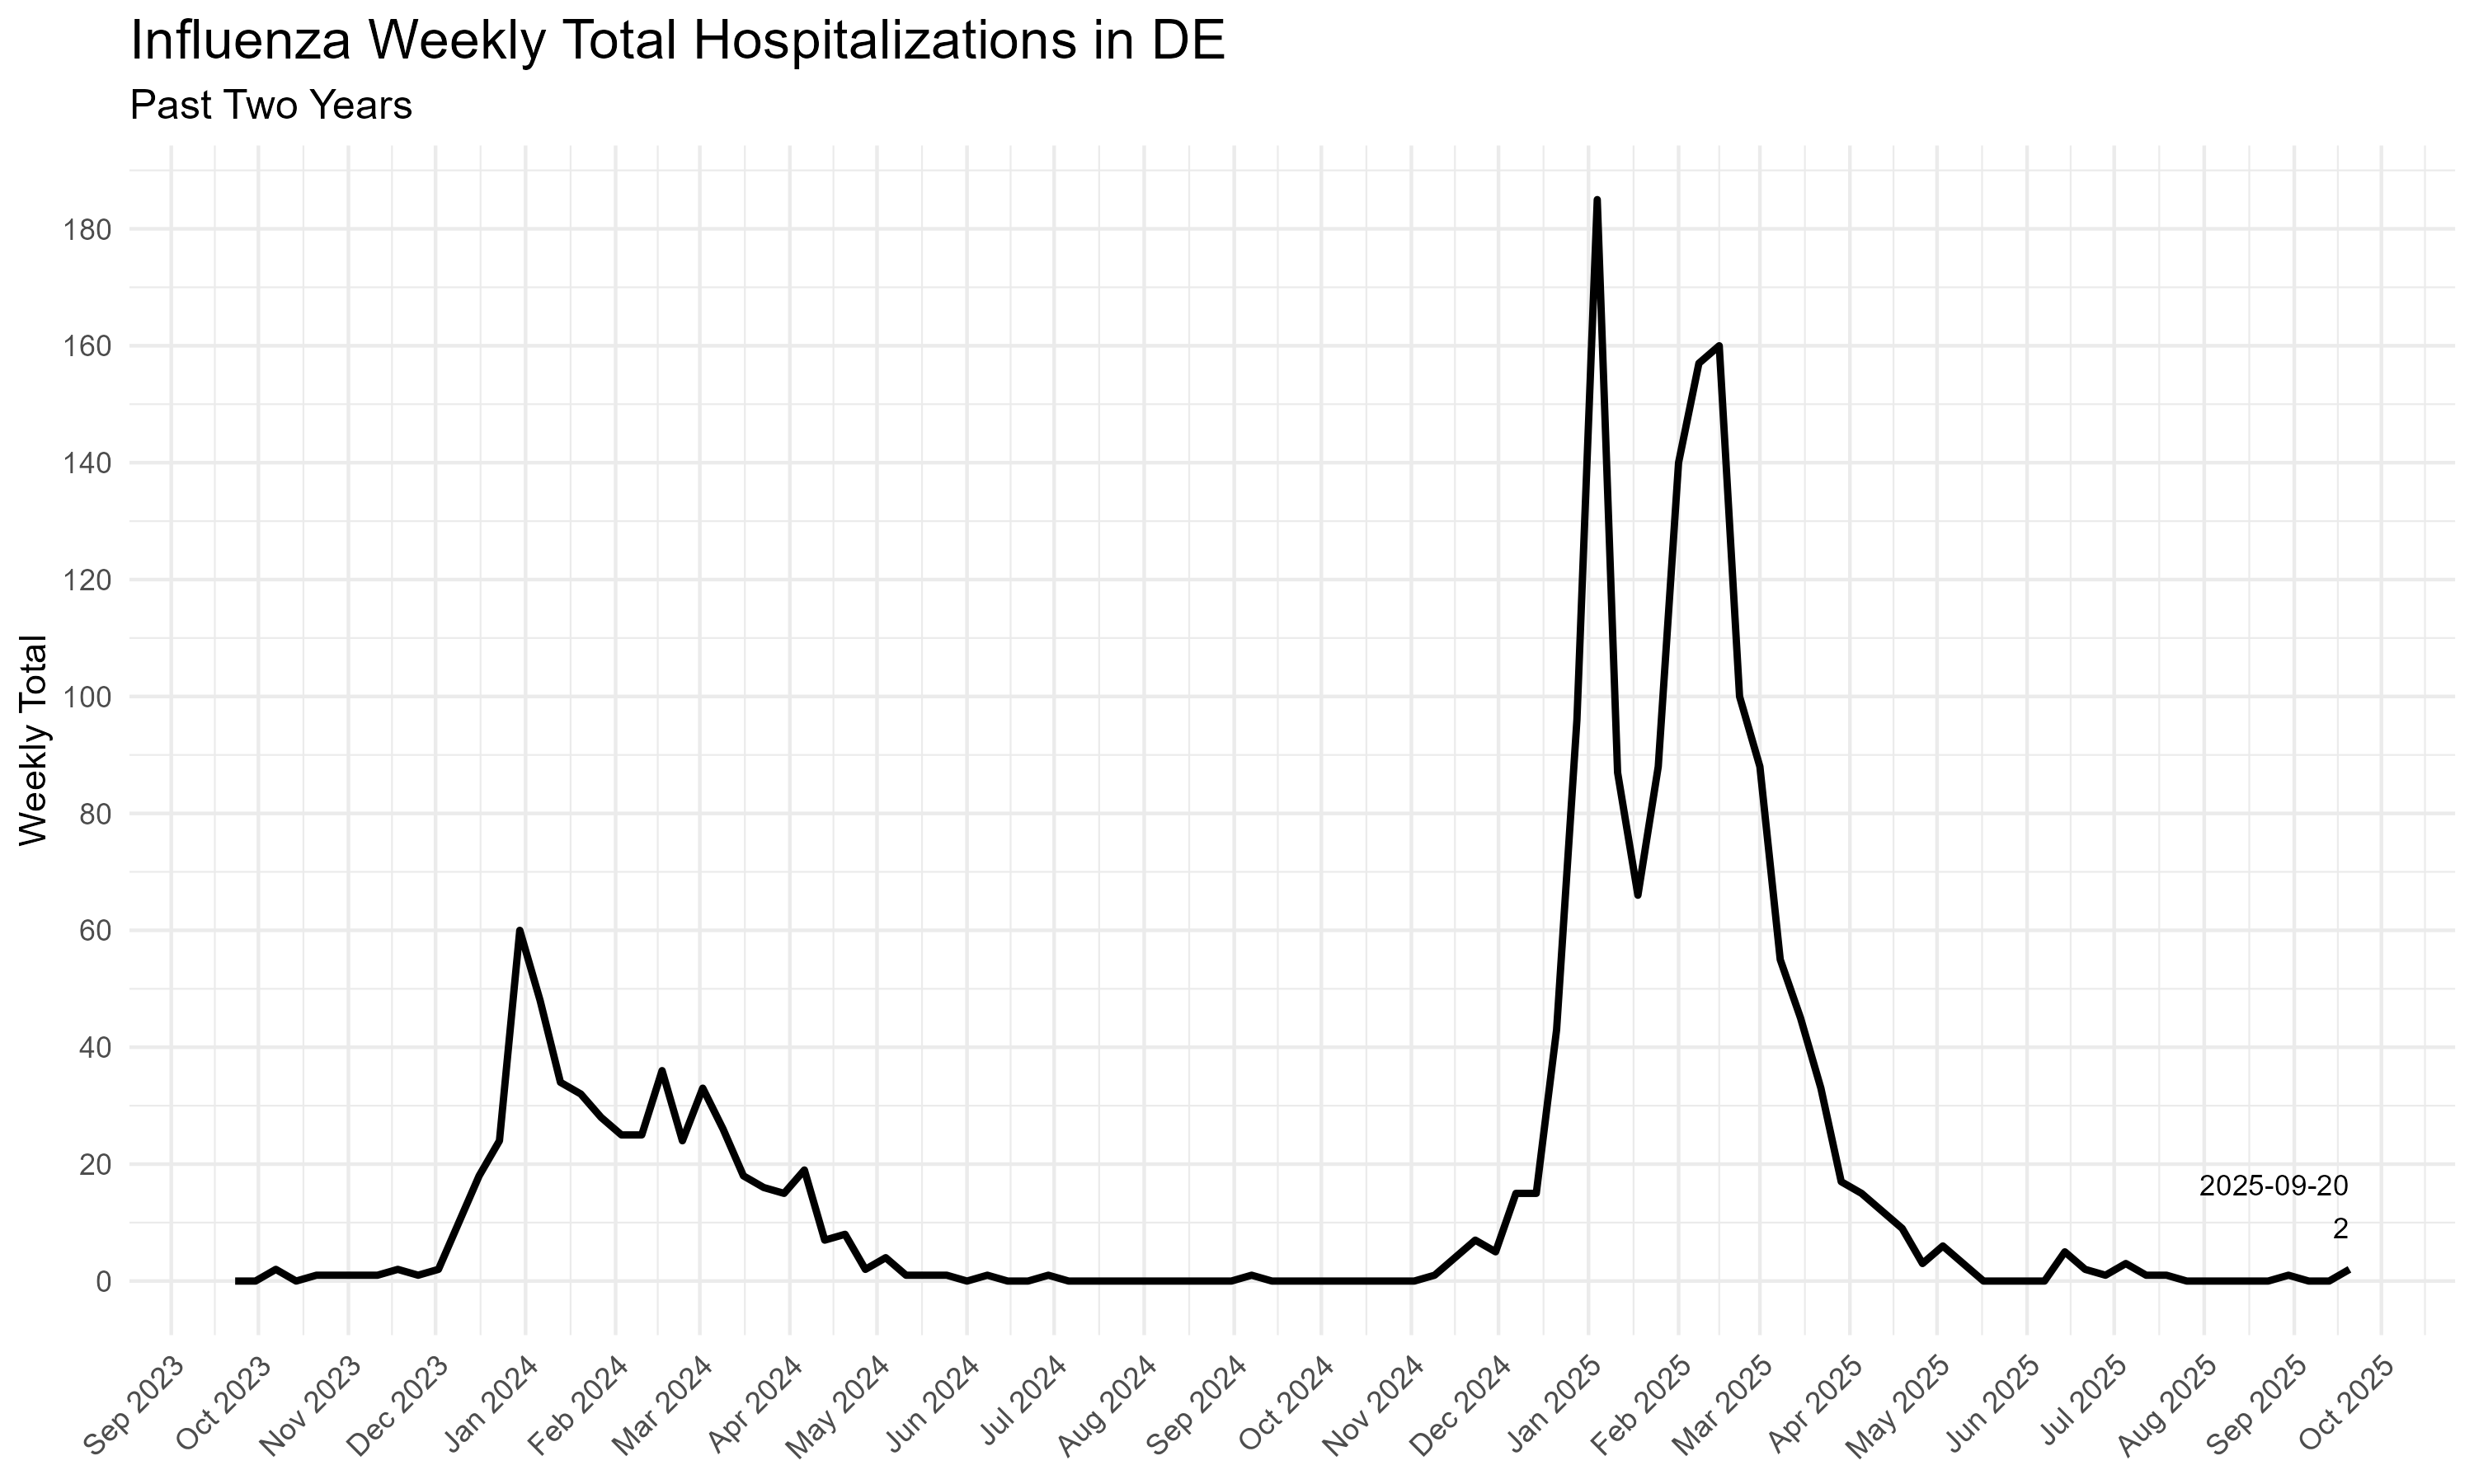 Influenza Weekly Total Hospitalizations in DE
Past Two Years
Weekly Total
180
160
140
120
100
80
60
40
20
0
2025-09-20
2
Sep 2023
Oct 2023
Nov 2023
Dec 2023
Jan 2024
Feb 2024
Mar 2024
Apr 2024
May 2024
Jun 2024
Jul 2024
Aug 2024
Sep 2024
Oct 2024
Nov 2024
Dec 2024
Jan 2025
Feb 2025
Mar 2025
Apr 2025
May 2025
Jun 2025
Jul 2025
Aug 2025
Sep 2025
Oct 2025